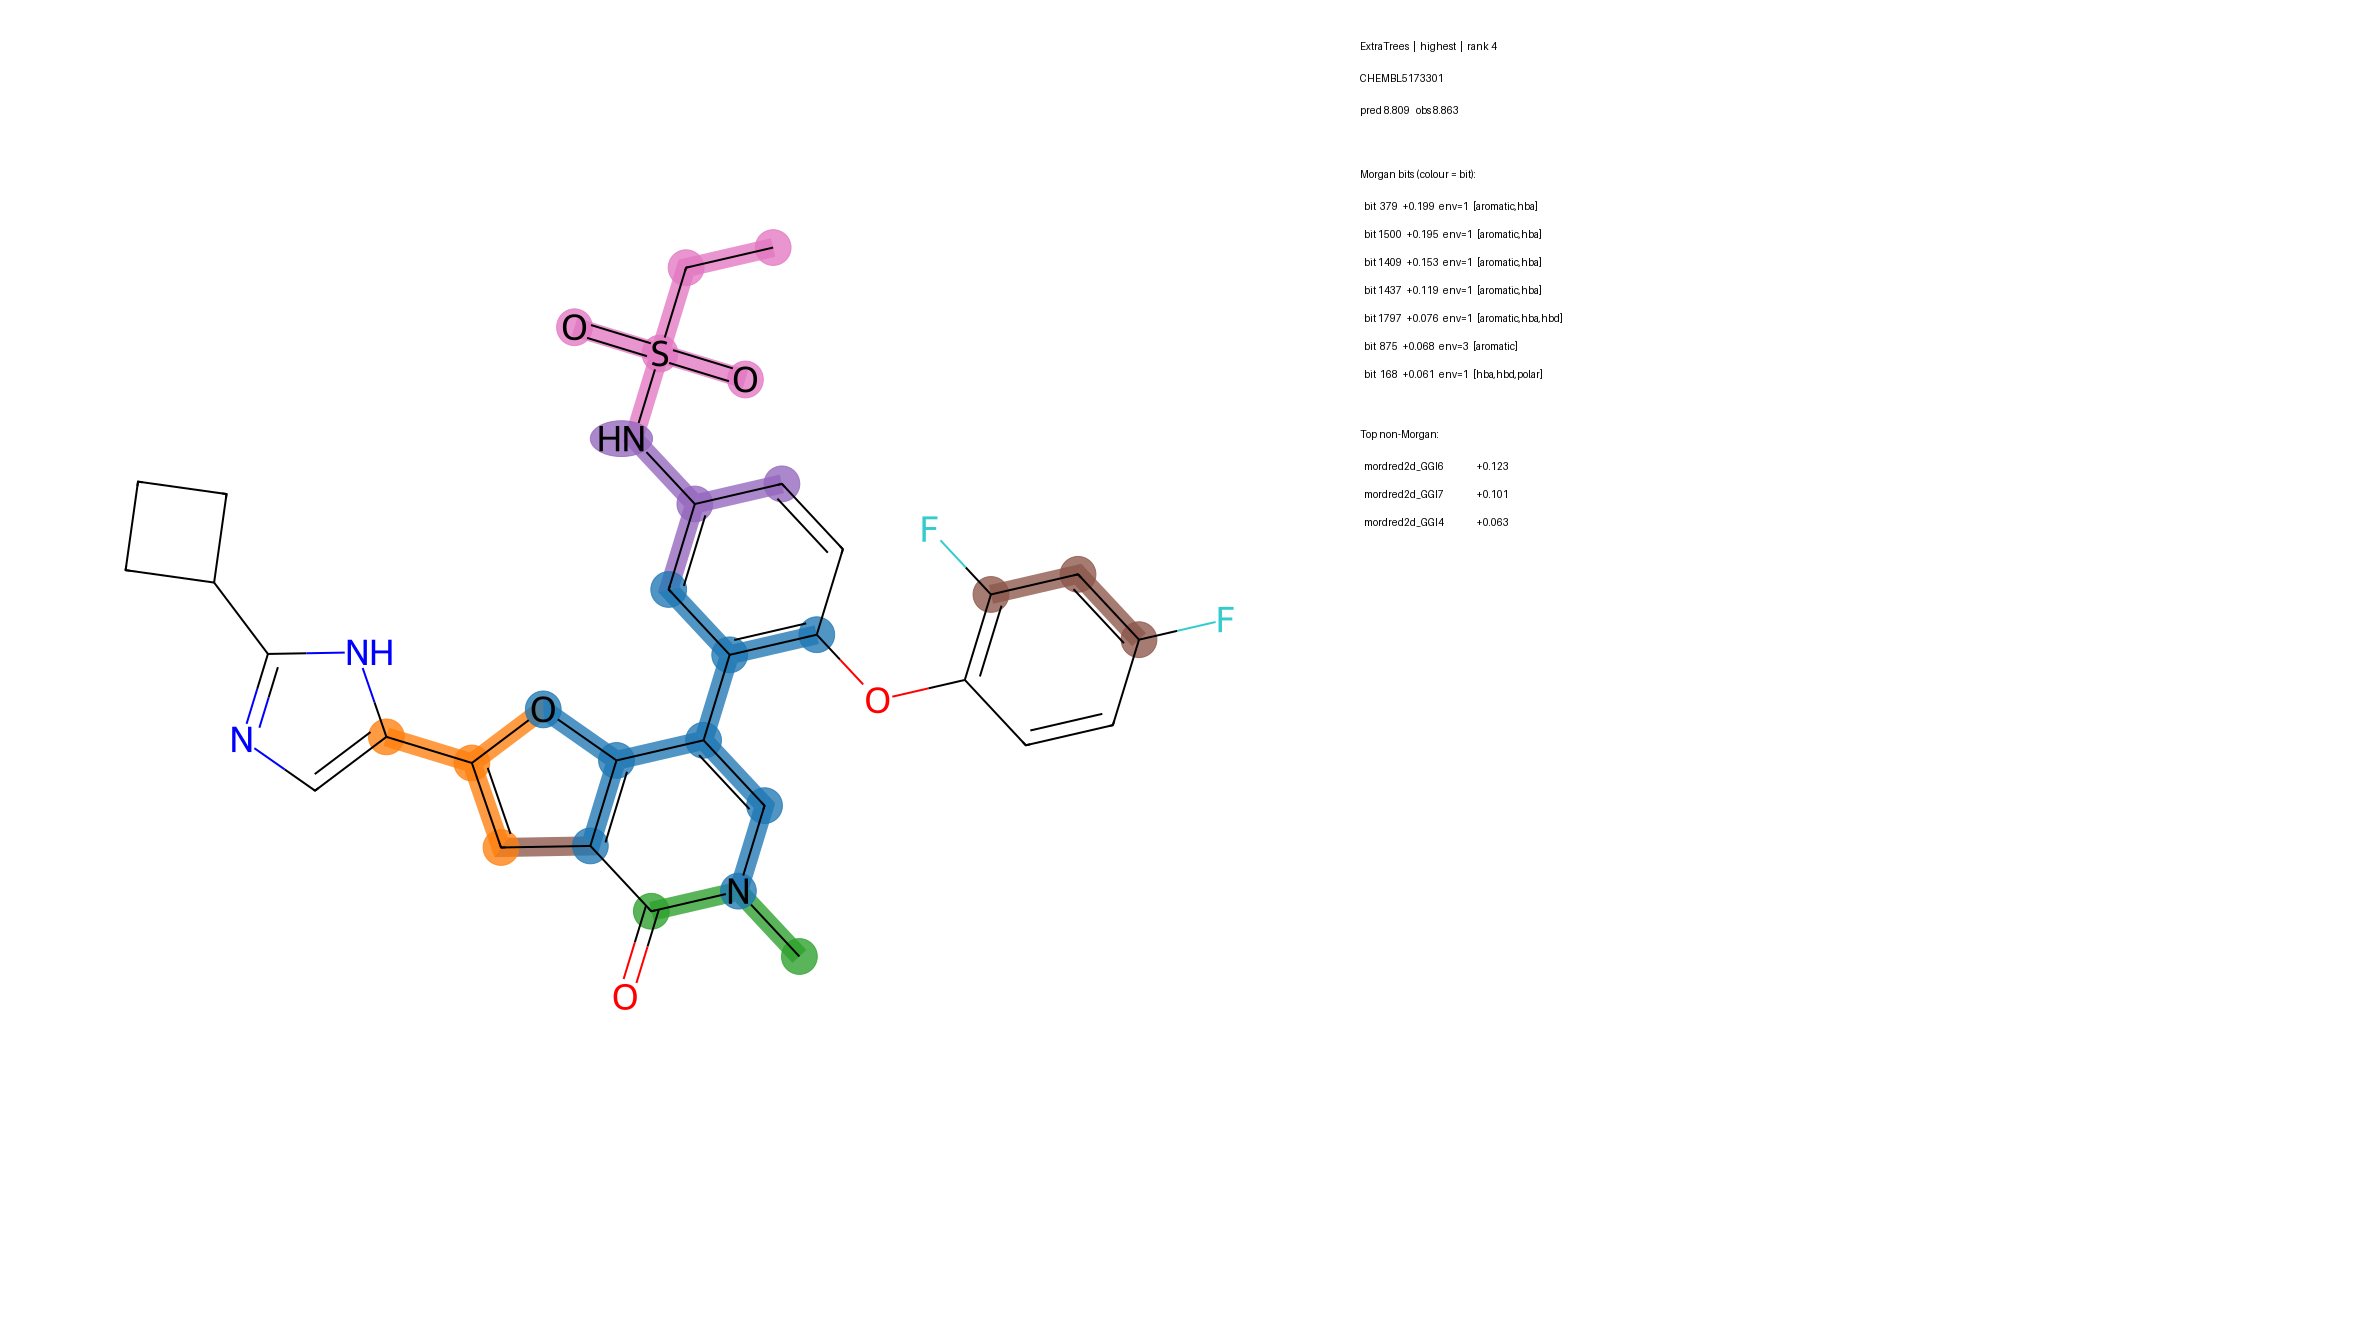 ExtraTrees | highest | rank 4
CHEMBL5173301
pred 8.809 obs 8.863
Morgan bits (colour = bit):
bit 379 +0.199 env=1 [aromatic,hba]
bit 1500 +0.195 env=1 [aromatic,hba]
bit 1409 +0.153 env=1 [aromatic,hba]
bit 1437 +0.119 env=1 [aromatic,hba]
bit 1797 +0.076 env=1 [aromatic,hba,hbd]
bit 875 +0.068 env=3 [aromatic]
bit 168 +0.061 env=1 [hba,hbd,polar]
Top non-Morgan:
mordred2d_GGI6 +0.123
mordred2d_GGI7 +0.101
mordred2d_GGI4 +0.063
O
S
O
HN
F
F
NH
N
O
O
N
O